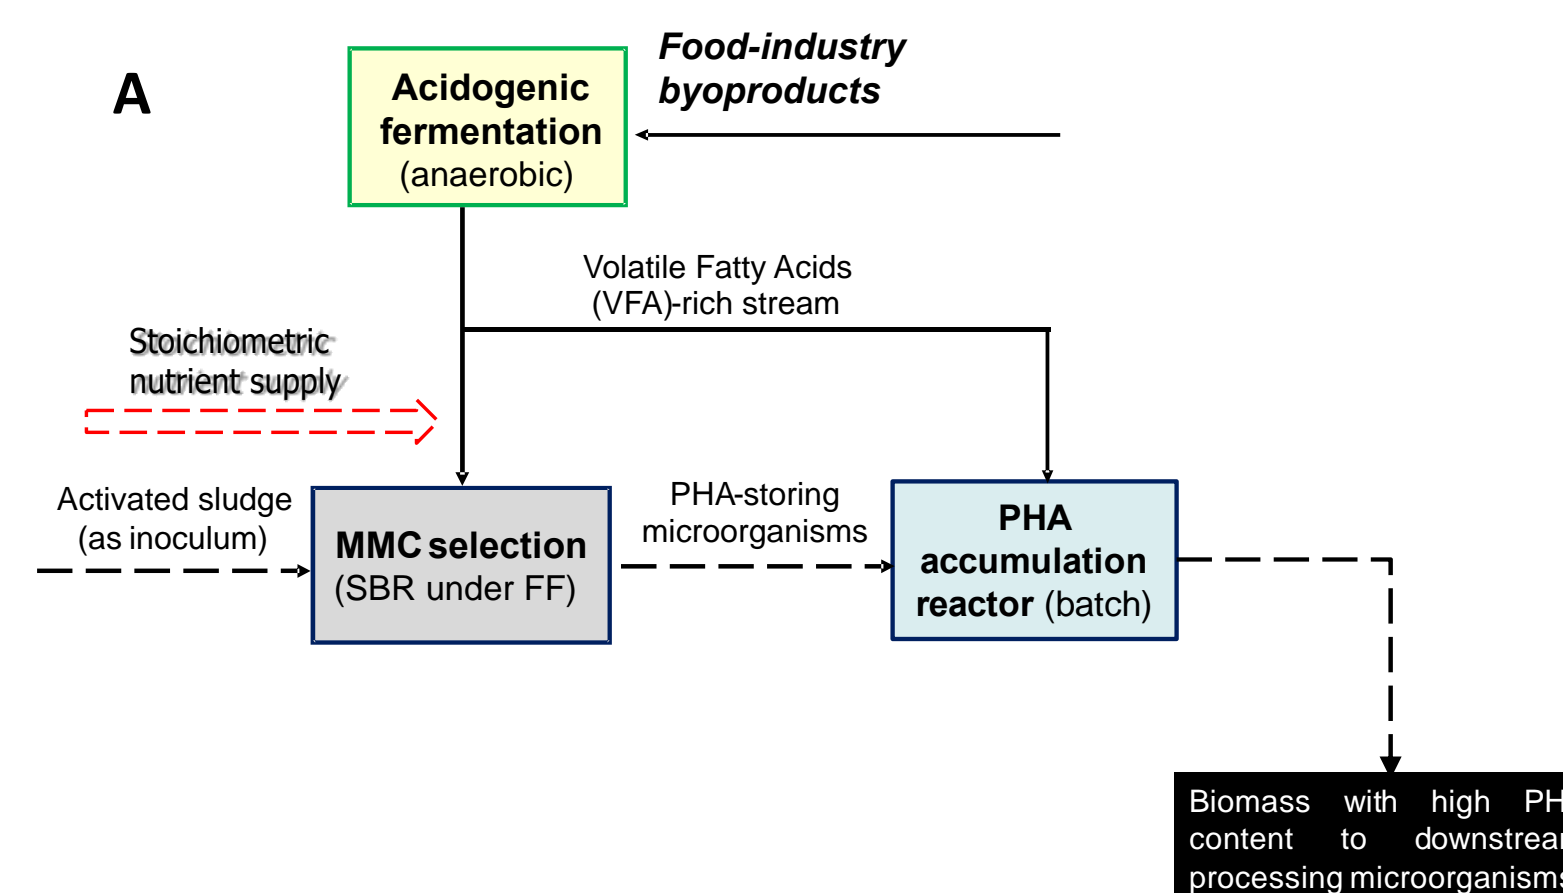 A
Acidogenic
fermentation
(anaerobic)
Food-industry
byoproducts
Volatile Fatty Acids
(VFA)-rich stream
Stoichiometric
nutrient supply
Activated sludge
(as inoculum)
MMC selection
(SBR under FF)
PHA-storing
microorganisms
PHA
accumulation
reactor (batch)
Biomass with high
content to
processing microorganisms